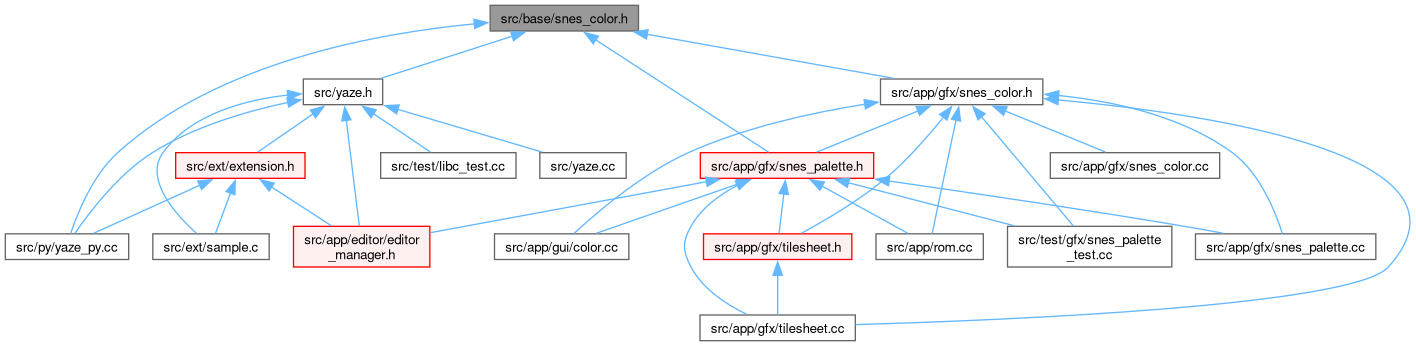 src/base/snes_color.h
src/yaze.h
src/app/gfx/snes_color.h
src/ext/extension.h
src/test/libc_test.cc
src/yaze.cc
src/app/gfx/snes_palette.h
src/app/gfx/snes_color.cc
src/py/yaze_py.cc
src/ext/sample.c
src/app/editor/editor
_manager.h
src/app/gui/color.cc
src/app/gfx/tilesheet.h
src/app/rom.cc
src/test/gfx/snes_palette
_test.cc
src/app/gfx/snes_palette.cc
src/app/gfx/tilesheet.cc